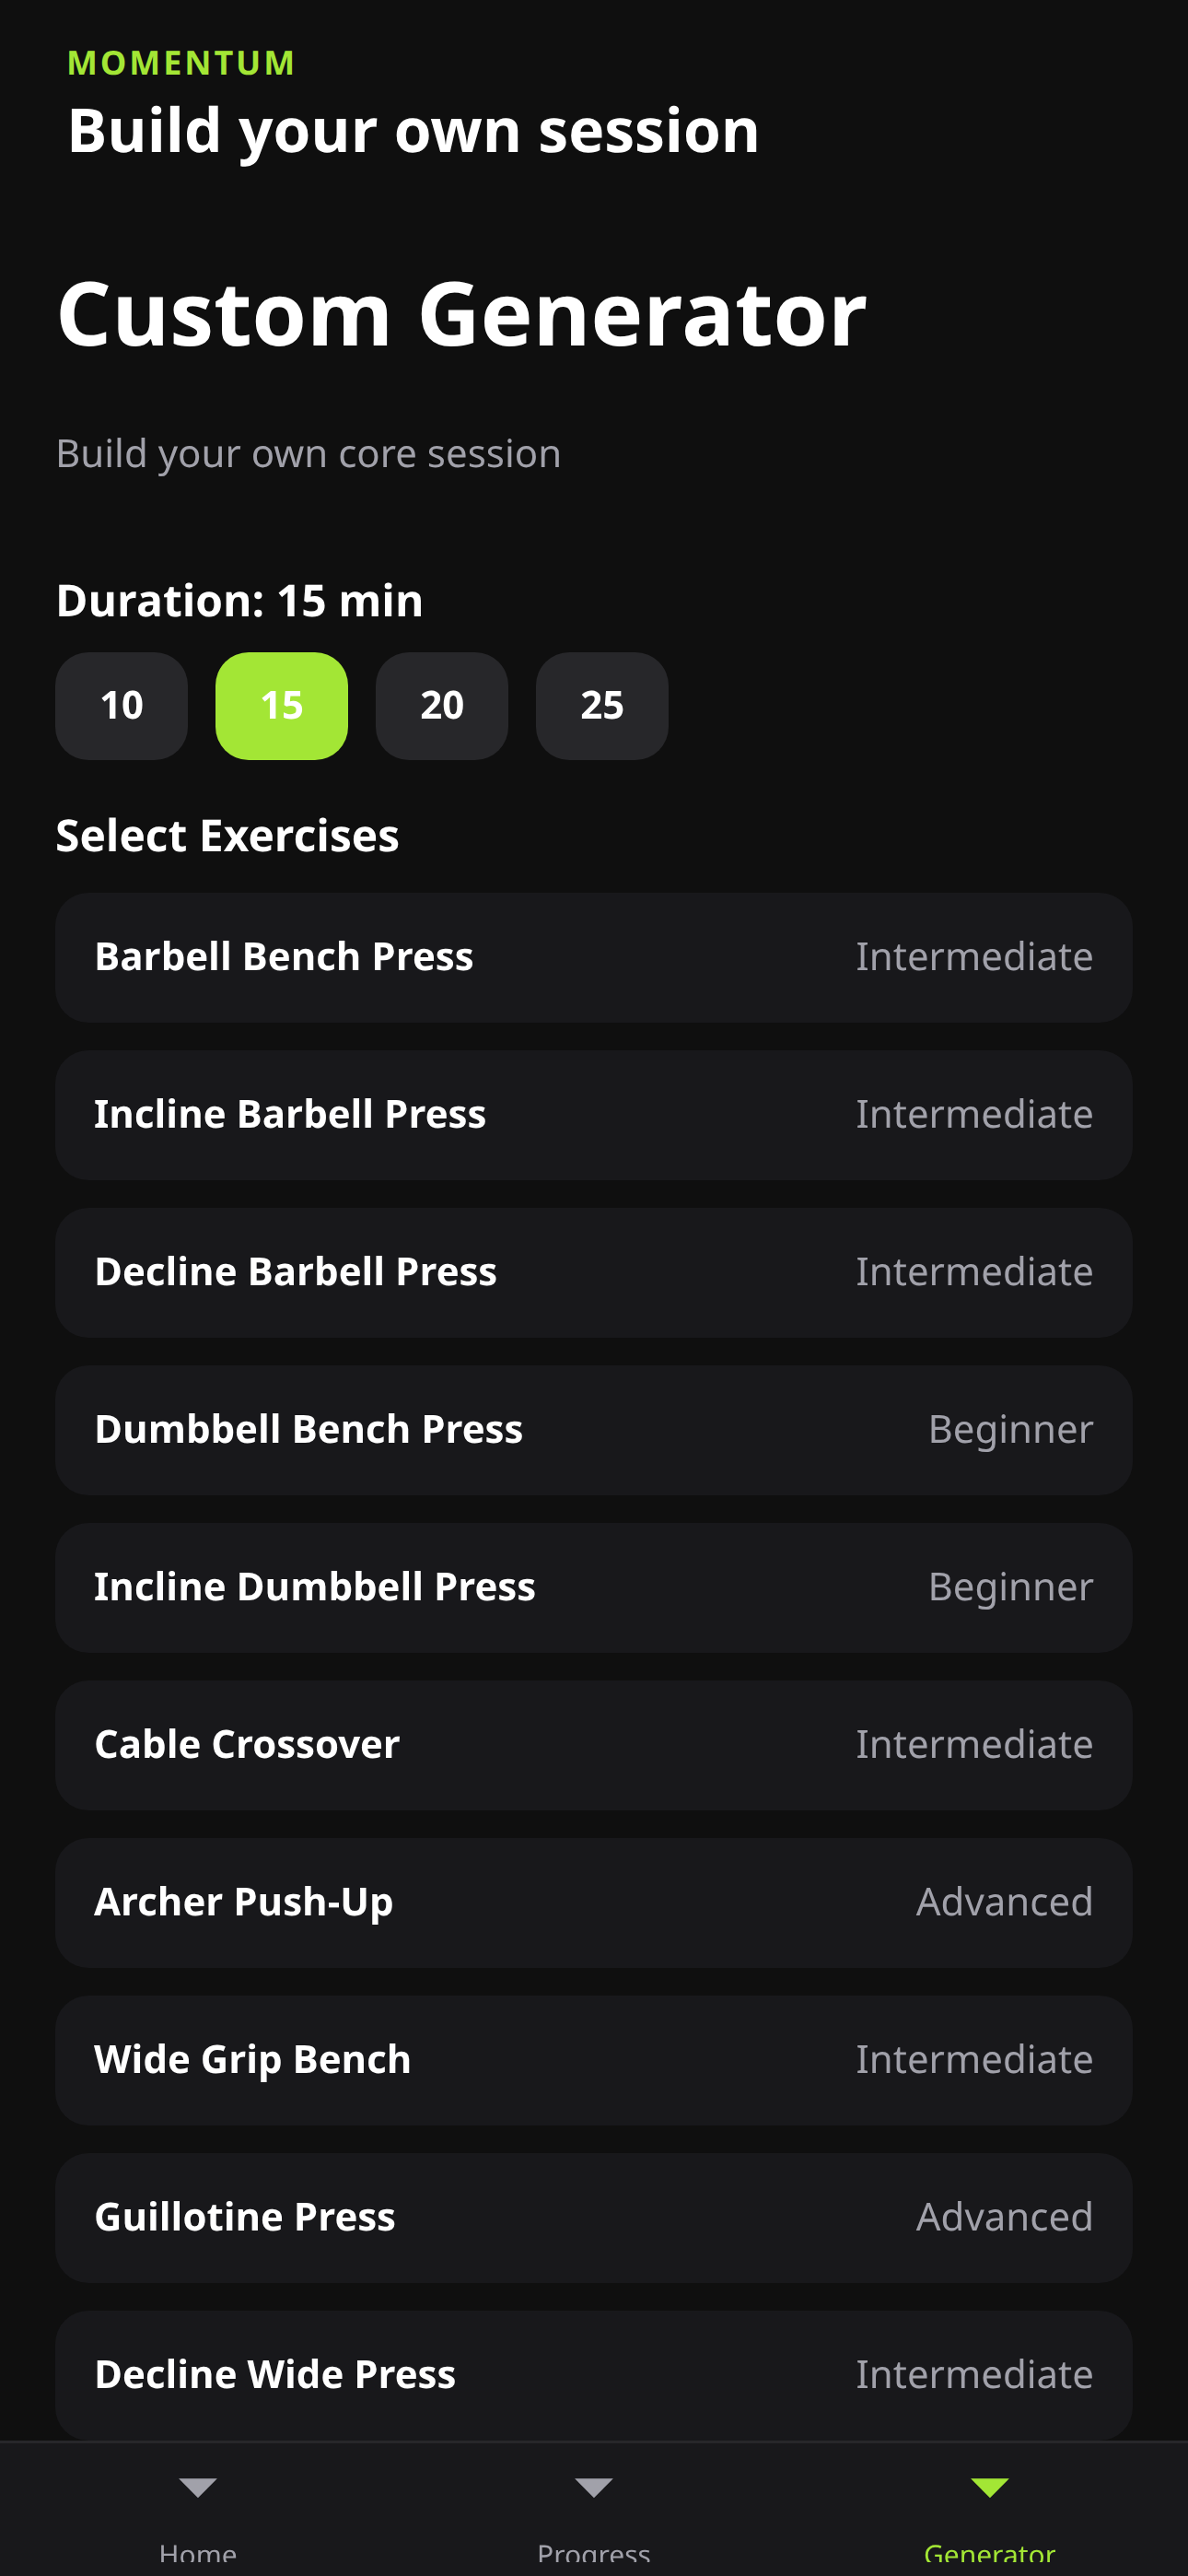 MOMENTUM
Build your own session
Custom Generator
Build your own core session
Duration: 15 min
10 15 20 25
Select Exercises
Barbell Bench Press Intermediate
Incline Barbell Press Intermediate
Decline Barbell Press Intermediate
Dumbbell Bench Press Beginner
Incline Dumbbell Press Beginner
Cable Crossover Intermediate
Archer Push-Up Advanced
Wide Grip Bench Intermediate
Guillotine Press Advanced
Decline Wide Press Intermediate
Home Progress Generator